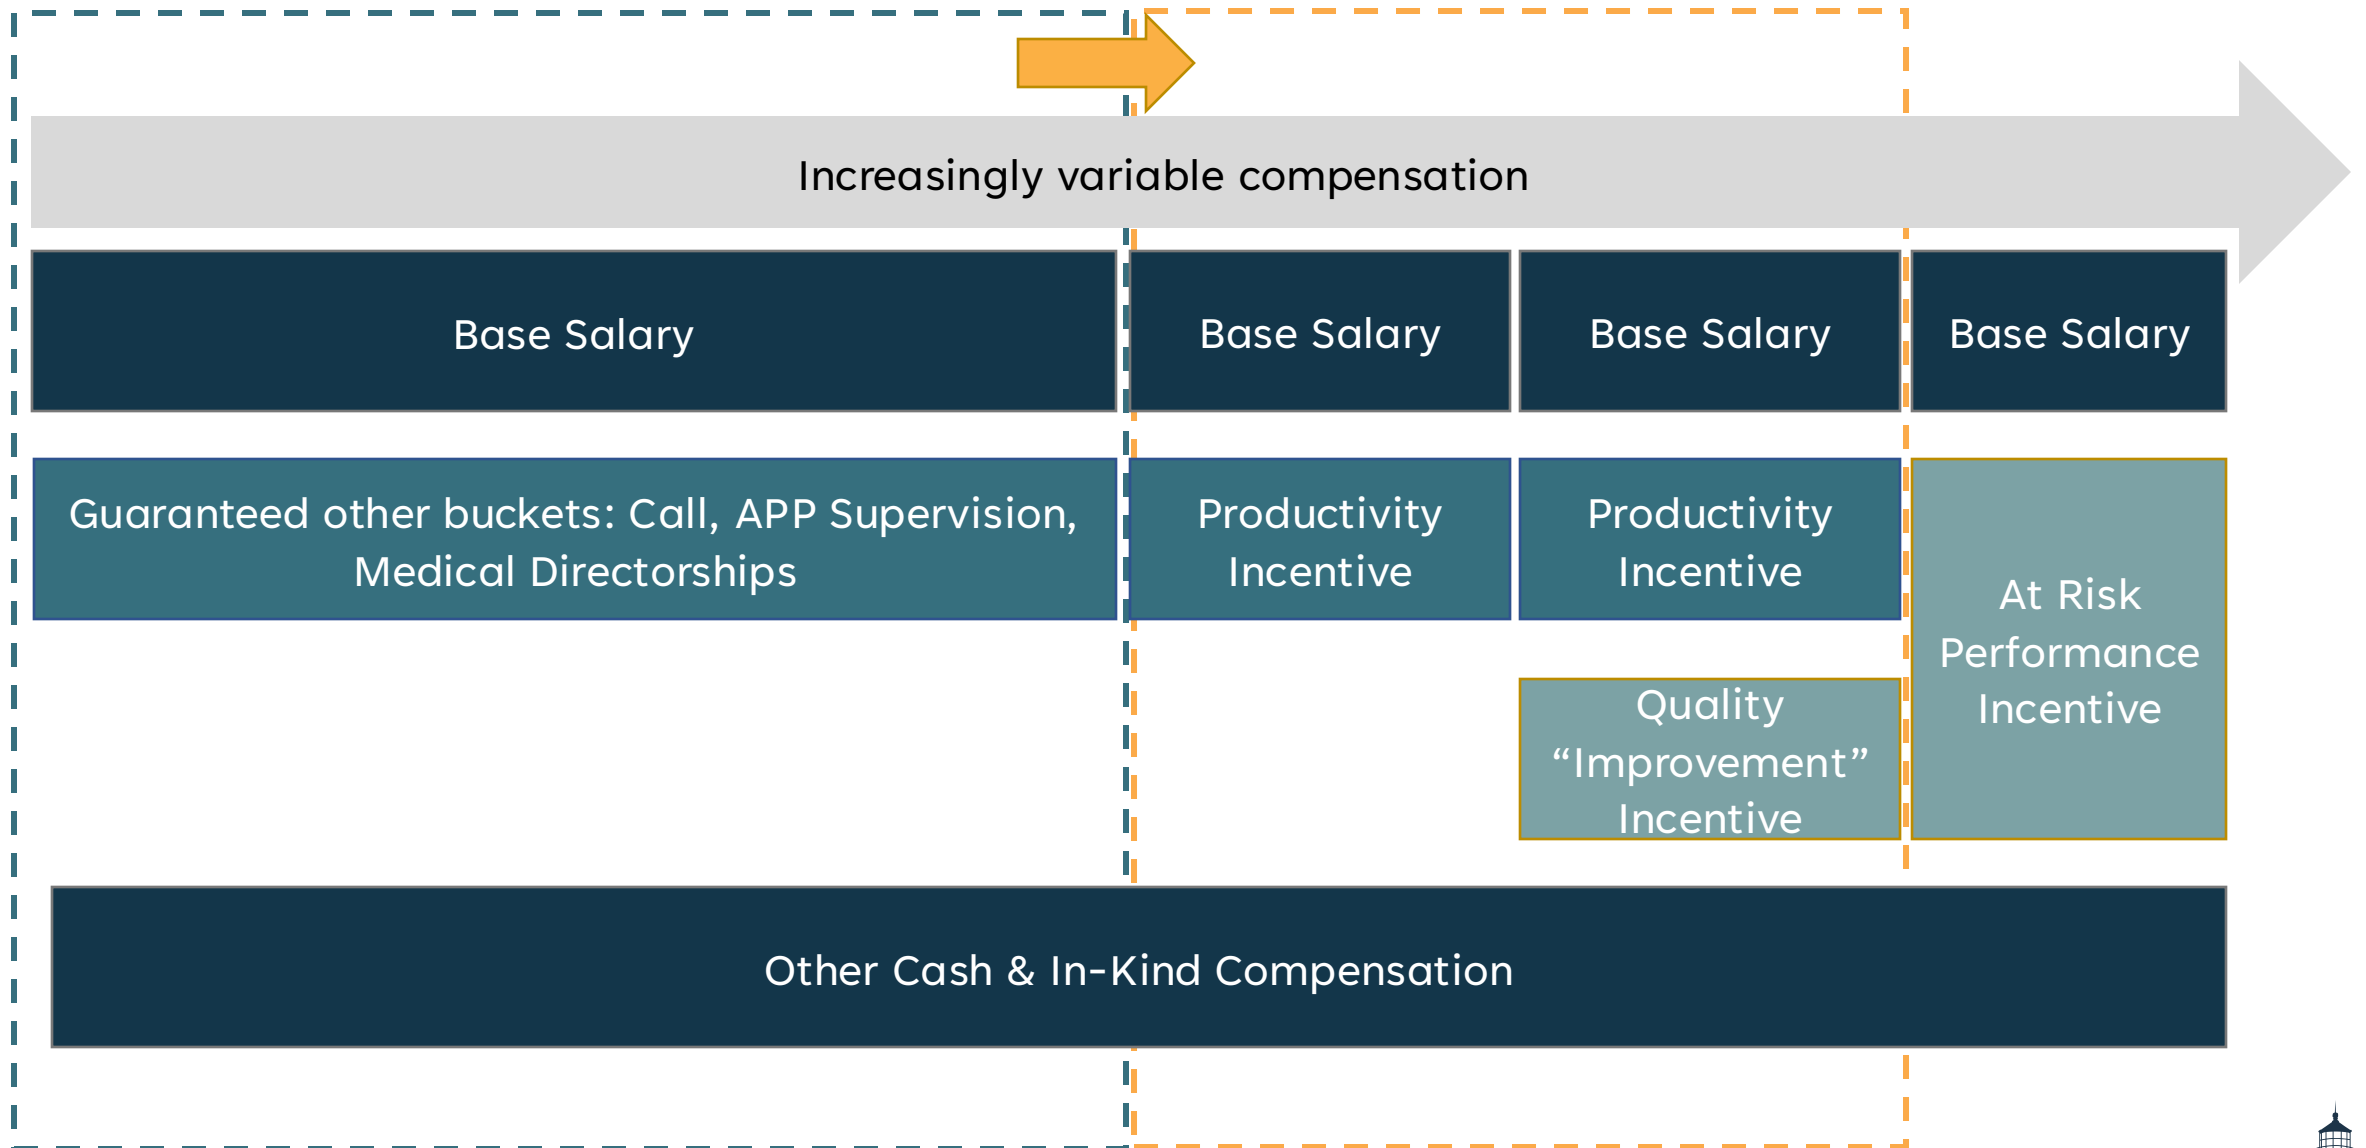 Increasingly variable compensation
Base Salary
Base Salary
Base Salary
Base Salary
Guaranteed other buckets: Call, APP Supervision,
Medical Directorships
Productivity
Incentive
Productivity
Incentive
At Risk
Performance
Incentive
Quality
“Improvement”
Incentive
Other Cash & In-Kind Compensation